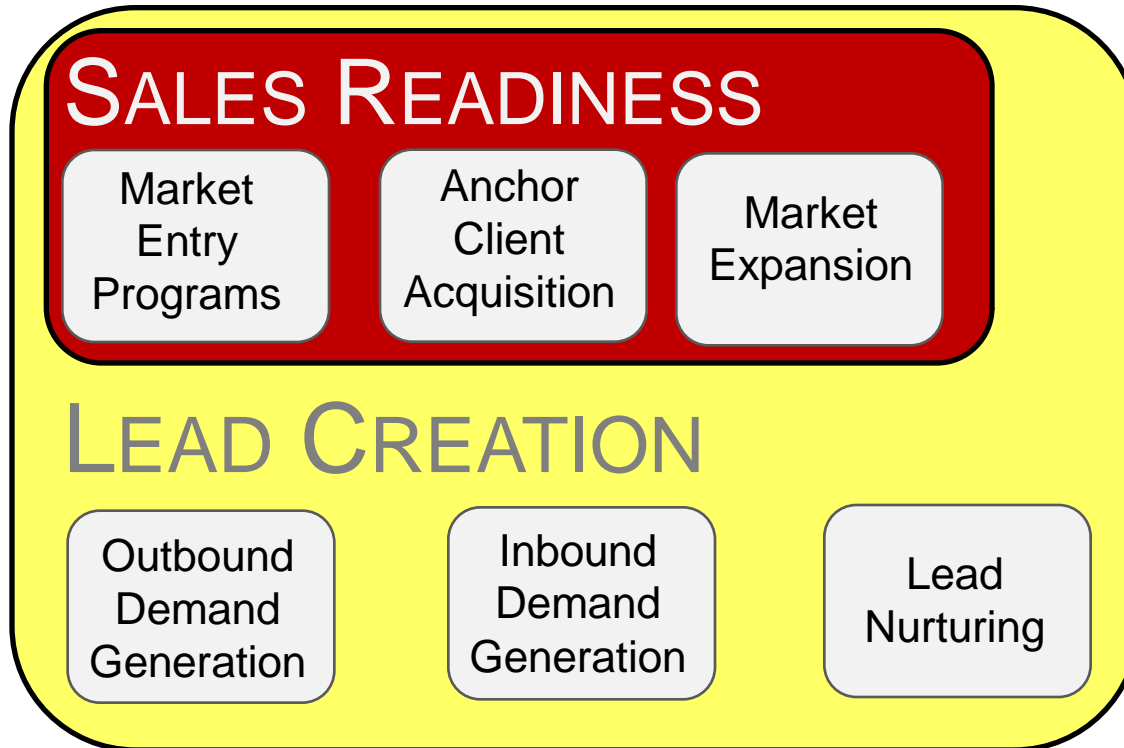 SALES READINESS
Market
Entry
Programs
Anchor
Client
Acquisition
Market
Expansion
LEAD CREATION
Outbound
Demand
Generation
Inbound
Demand
Generation
Lead
Nurturing